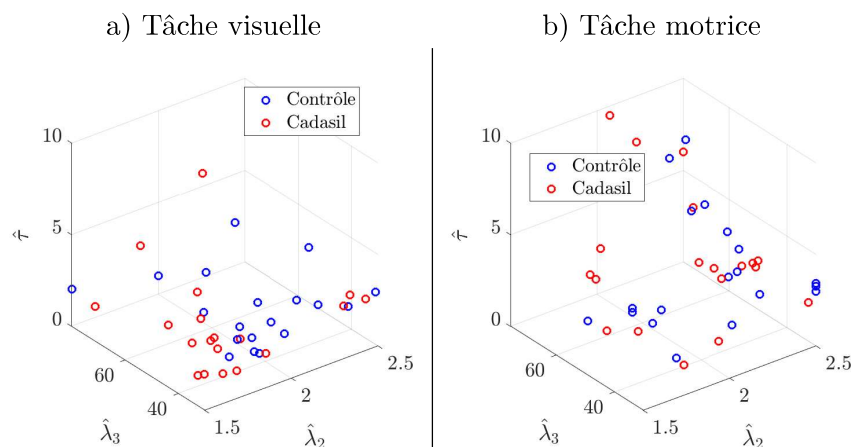 a) Tâche visuelle
b) Tâche motrice
Contrôle
Cadasil
10
5
0
τ̂
60
40
λ̂₃
1.5
2
2.5
λ̂₂
Contrôle
Cadasil
10
5
0
τ̂
60
40
λ̂₃
1.5
2
2.5
λ̂₂